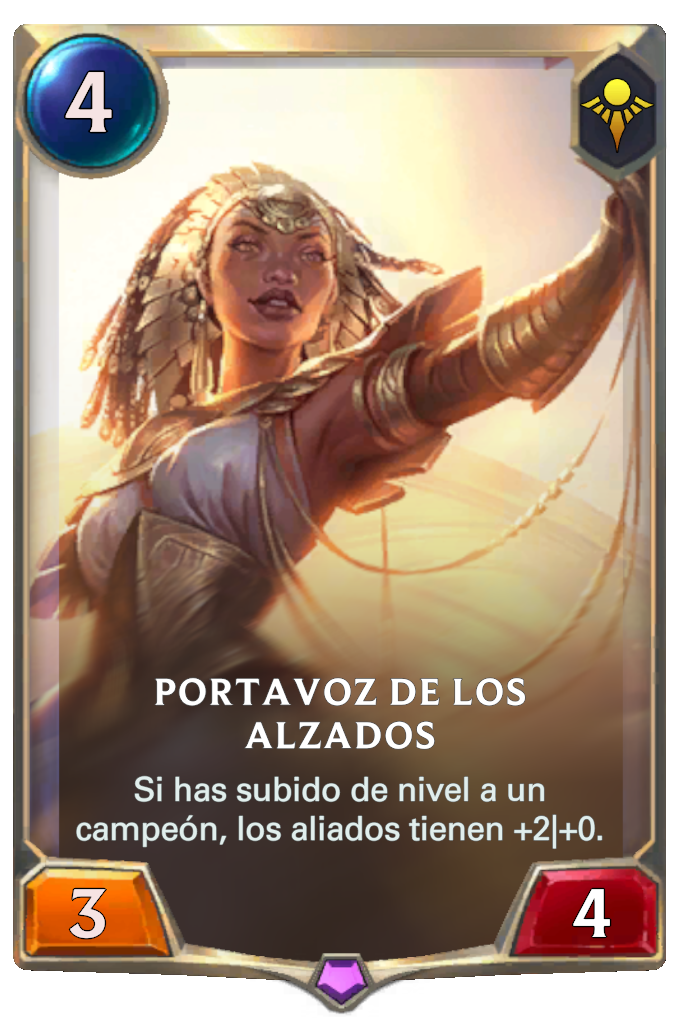 4
PORTAVOZ DE LOS
ALZADOS
Si has subido de nivel a un
campeón, los aliados tienen +2|+0.
3
4